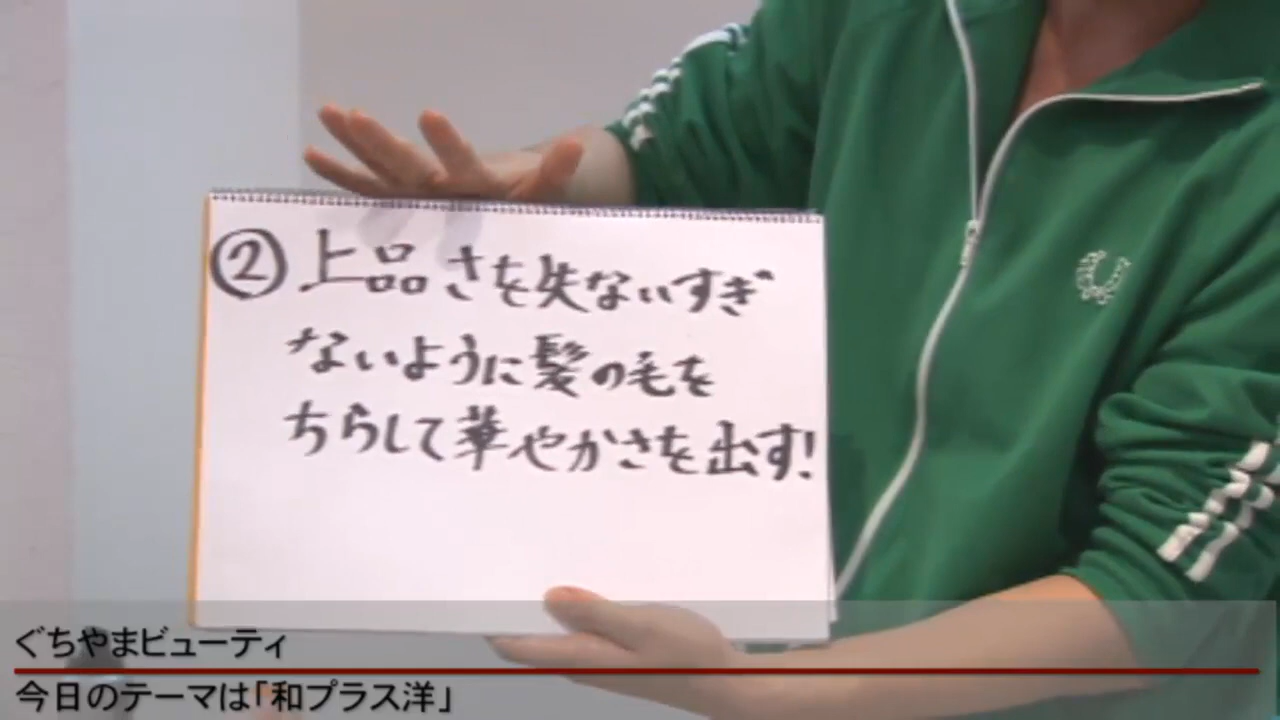 ②上品さを失ないすぎ
ないように髪の毛を
ちらして華やかさを出す!
ぐちやまビューティ
今日のテーマは「和プラス洋」